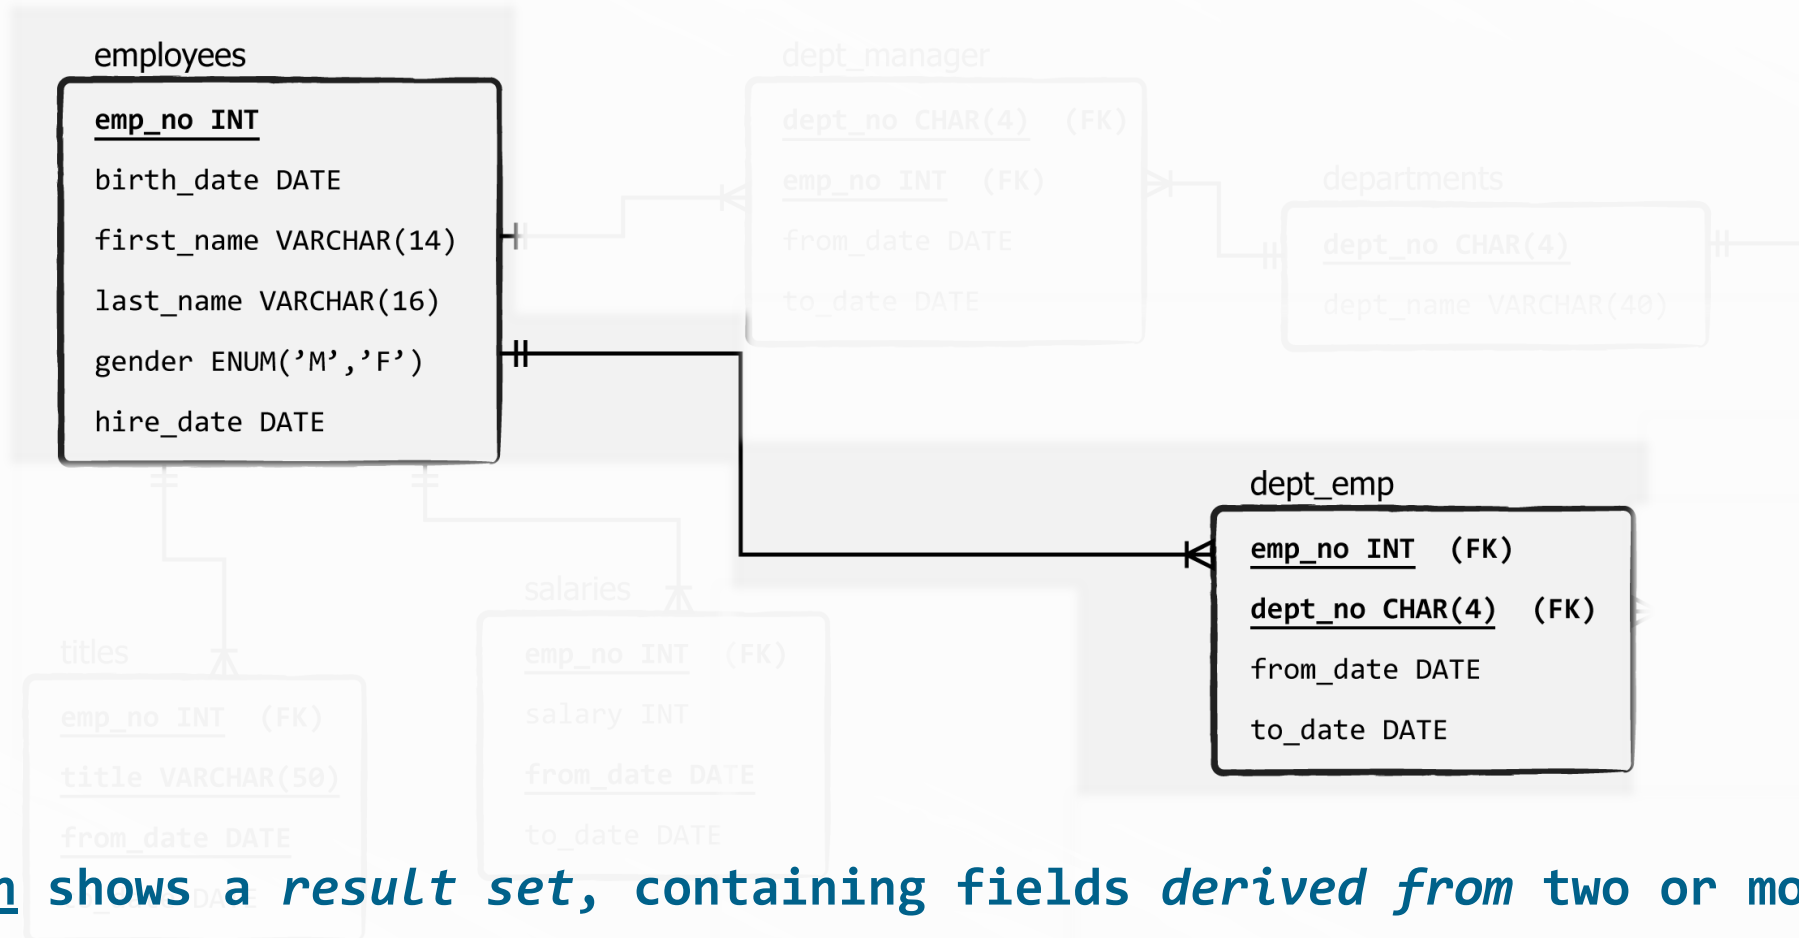 employees
emp_no INT
birth_date DATE
first_name VARCHAR(14)
last_name VARCHAR(16)
gender ENUM(’M’,’F’)
hire_date DATE
dept_manager
dept_no CHAR(4) (FK)
emp_no INT (FK)
from_date DATE
to_date DATE
departments
dept_no CHAR(4)
dept_name VARCHAR(40)
dept_emp
emp_no INT (FK)
dept_no CHAR(4) (FK)
from_date DATE
to_date DATE
salaries
emp_no INT (FK)
salary INT
from_date DATE
to_date DATE
titles
emp_no INT (FK)
title VARCHAR(50)
from_date DATE
DATE
n shows a result set, containing fields derived from two or mo